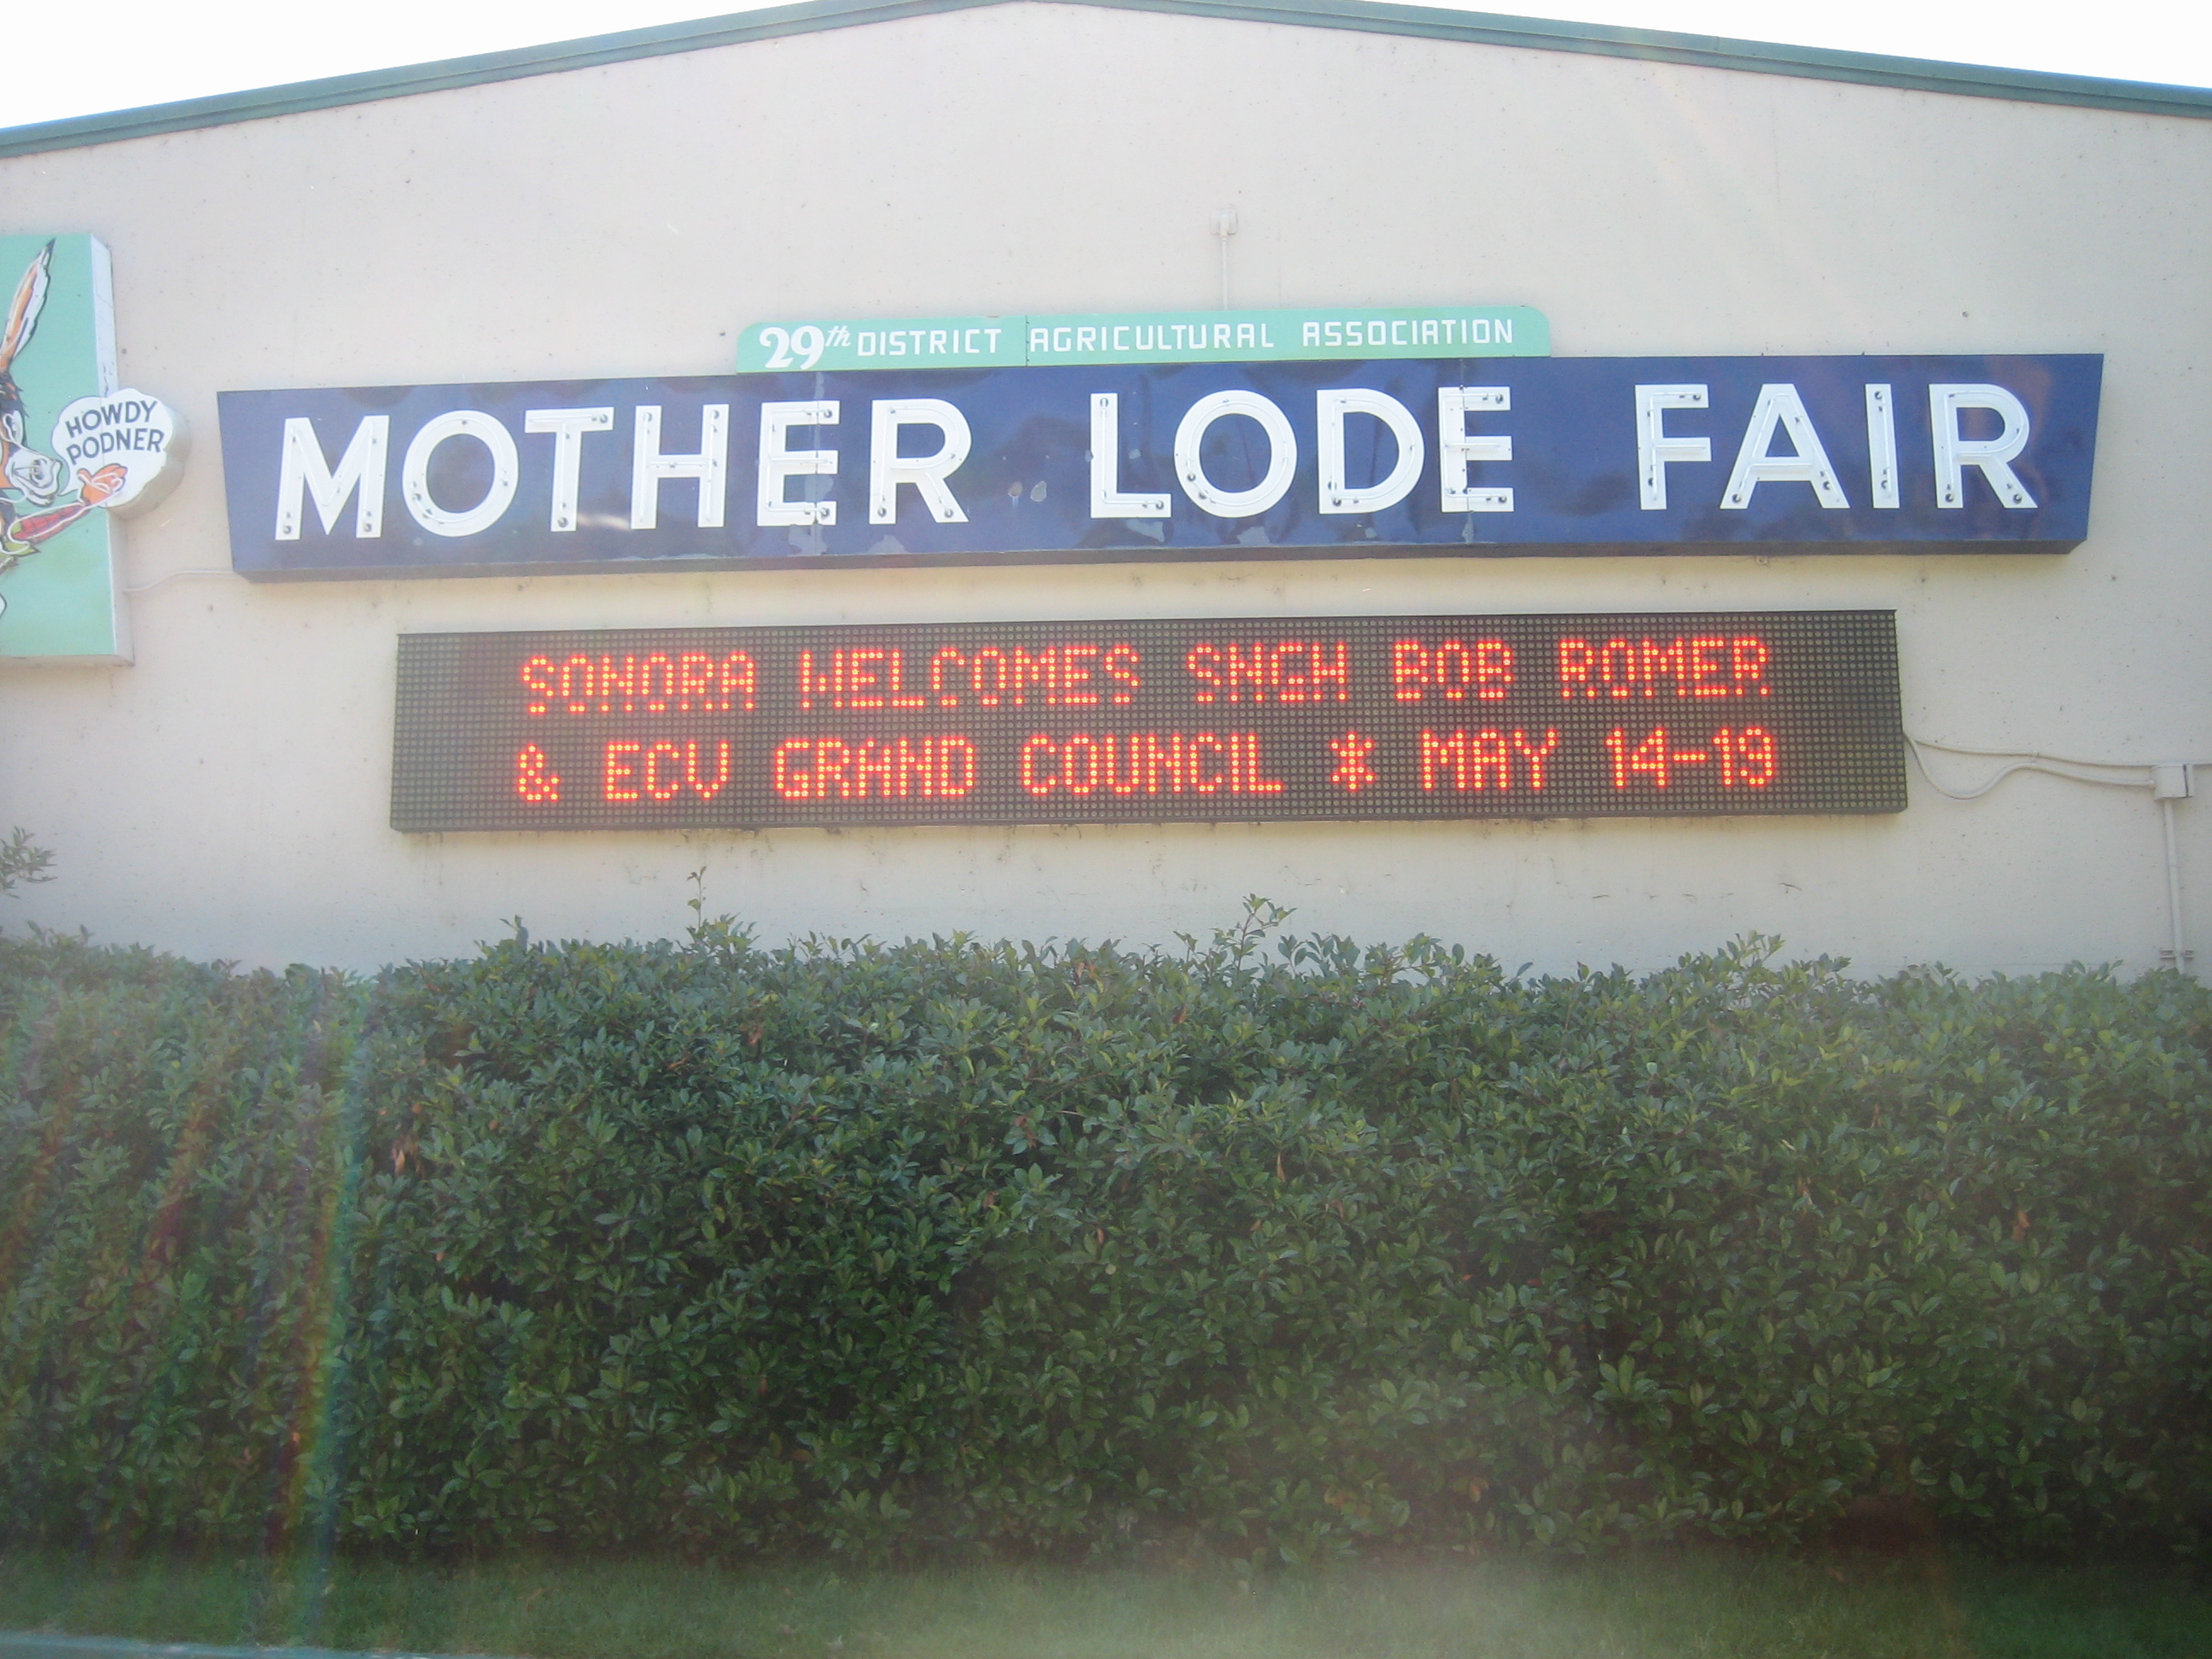 29th DISTRICT AGRICULTURAL ASSOCIATION
MOTHER LODE FAIR
HOWDY
PODNER
SONORA WELCOMES SNGH BOB ROMER
& ECV GRAND COUNCIL * MAY 14-19